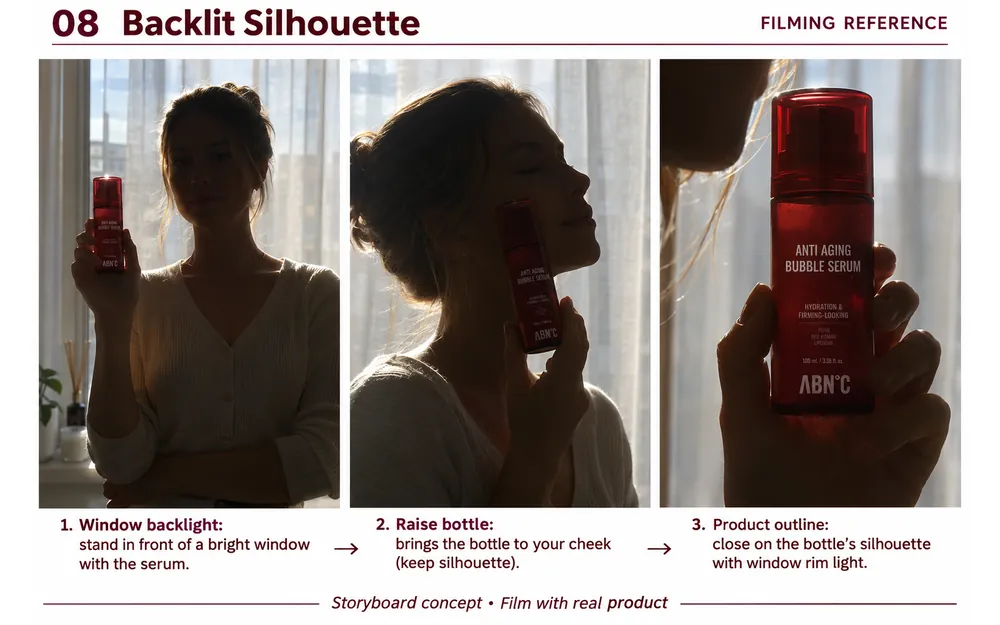 08 Backlit Silhouette
FILMING REFERENCE
ANTI AGING
BUBBLE SERUM
ABN°C
ANTI AGING
BUBBLE SERUM
ABN°C
ANTI AGING
BUBBLE SERUM
HYDRATION &
FIRMING-LOOKING
100 mL / 3.38 fl oz.
ABN°C
1. Window backlight:
stand in front of a bright window
with the serum.
2. Raise bottle:
brings the bottle to your cheek
(keep silhouette).
3. Product outline:
close on the bottle's silhouette
with window rim light.
Storyboard concept • Film with real product